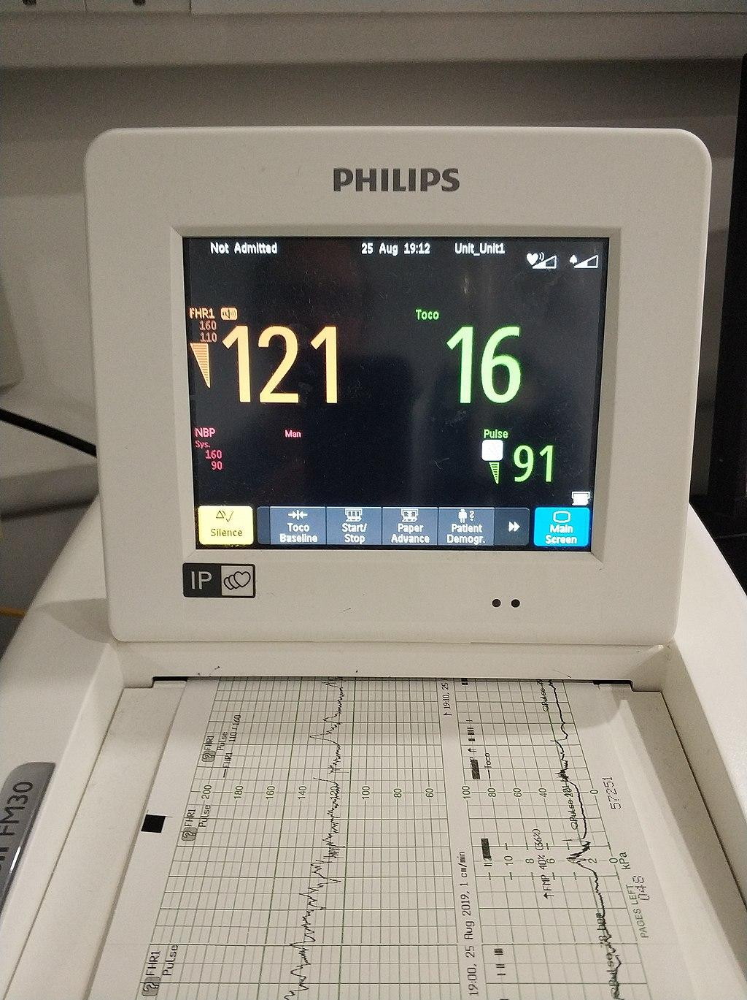 PHILIPS
Not Admitted 25 Aug 19:12 Unit_Unit1
FHR1
160
110
121
Toco
16
NBP
Sys.
160
90
Man
Pulse
91
Silence
Toco
Baseline
Start/
Stop
Paper
Advance
Patient
Demogr.
Main
Screen
IP
FM30
FHR1
Pulse
110 / 160
FHR1
FHR1
Pulse
FHR1
Pulse
200 180 160 140 120 100 80 60
19:10, 25
Toco
100 80 60 40 0
57251
19:00, 25 Aug 2019, 1 cm/min
12 10 8 6 2 0
kPa
FMP 40% (36%)
PAGES LEFT
048